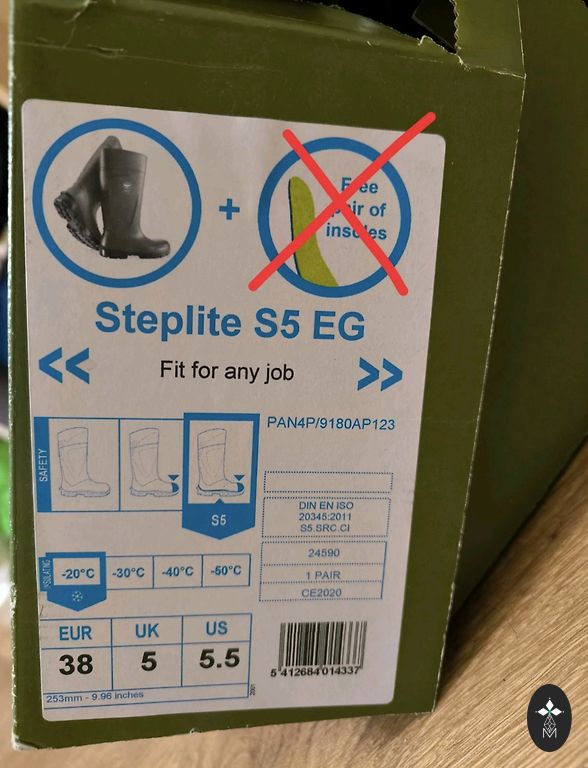 Free
pair of
insoles
+
Steplite S5 EG
<< Fit for any job >>
PAN4P/9180AP123
SAFETY
S5
DIN EN ISO
20345:2011
S5.SRC.CI
24590
1 PAIR
CE2020
INSULATING
-20°C -30°C -40°C -50°C
EUR UK US
38 5 5.5
253mm - 9.96 inches
5 412684 014337
M